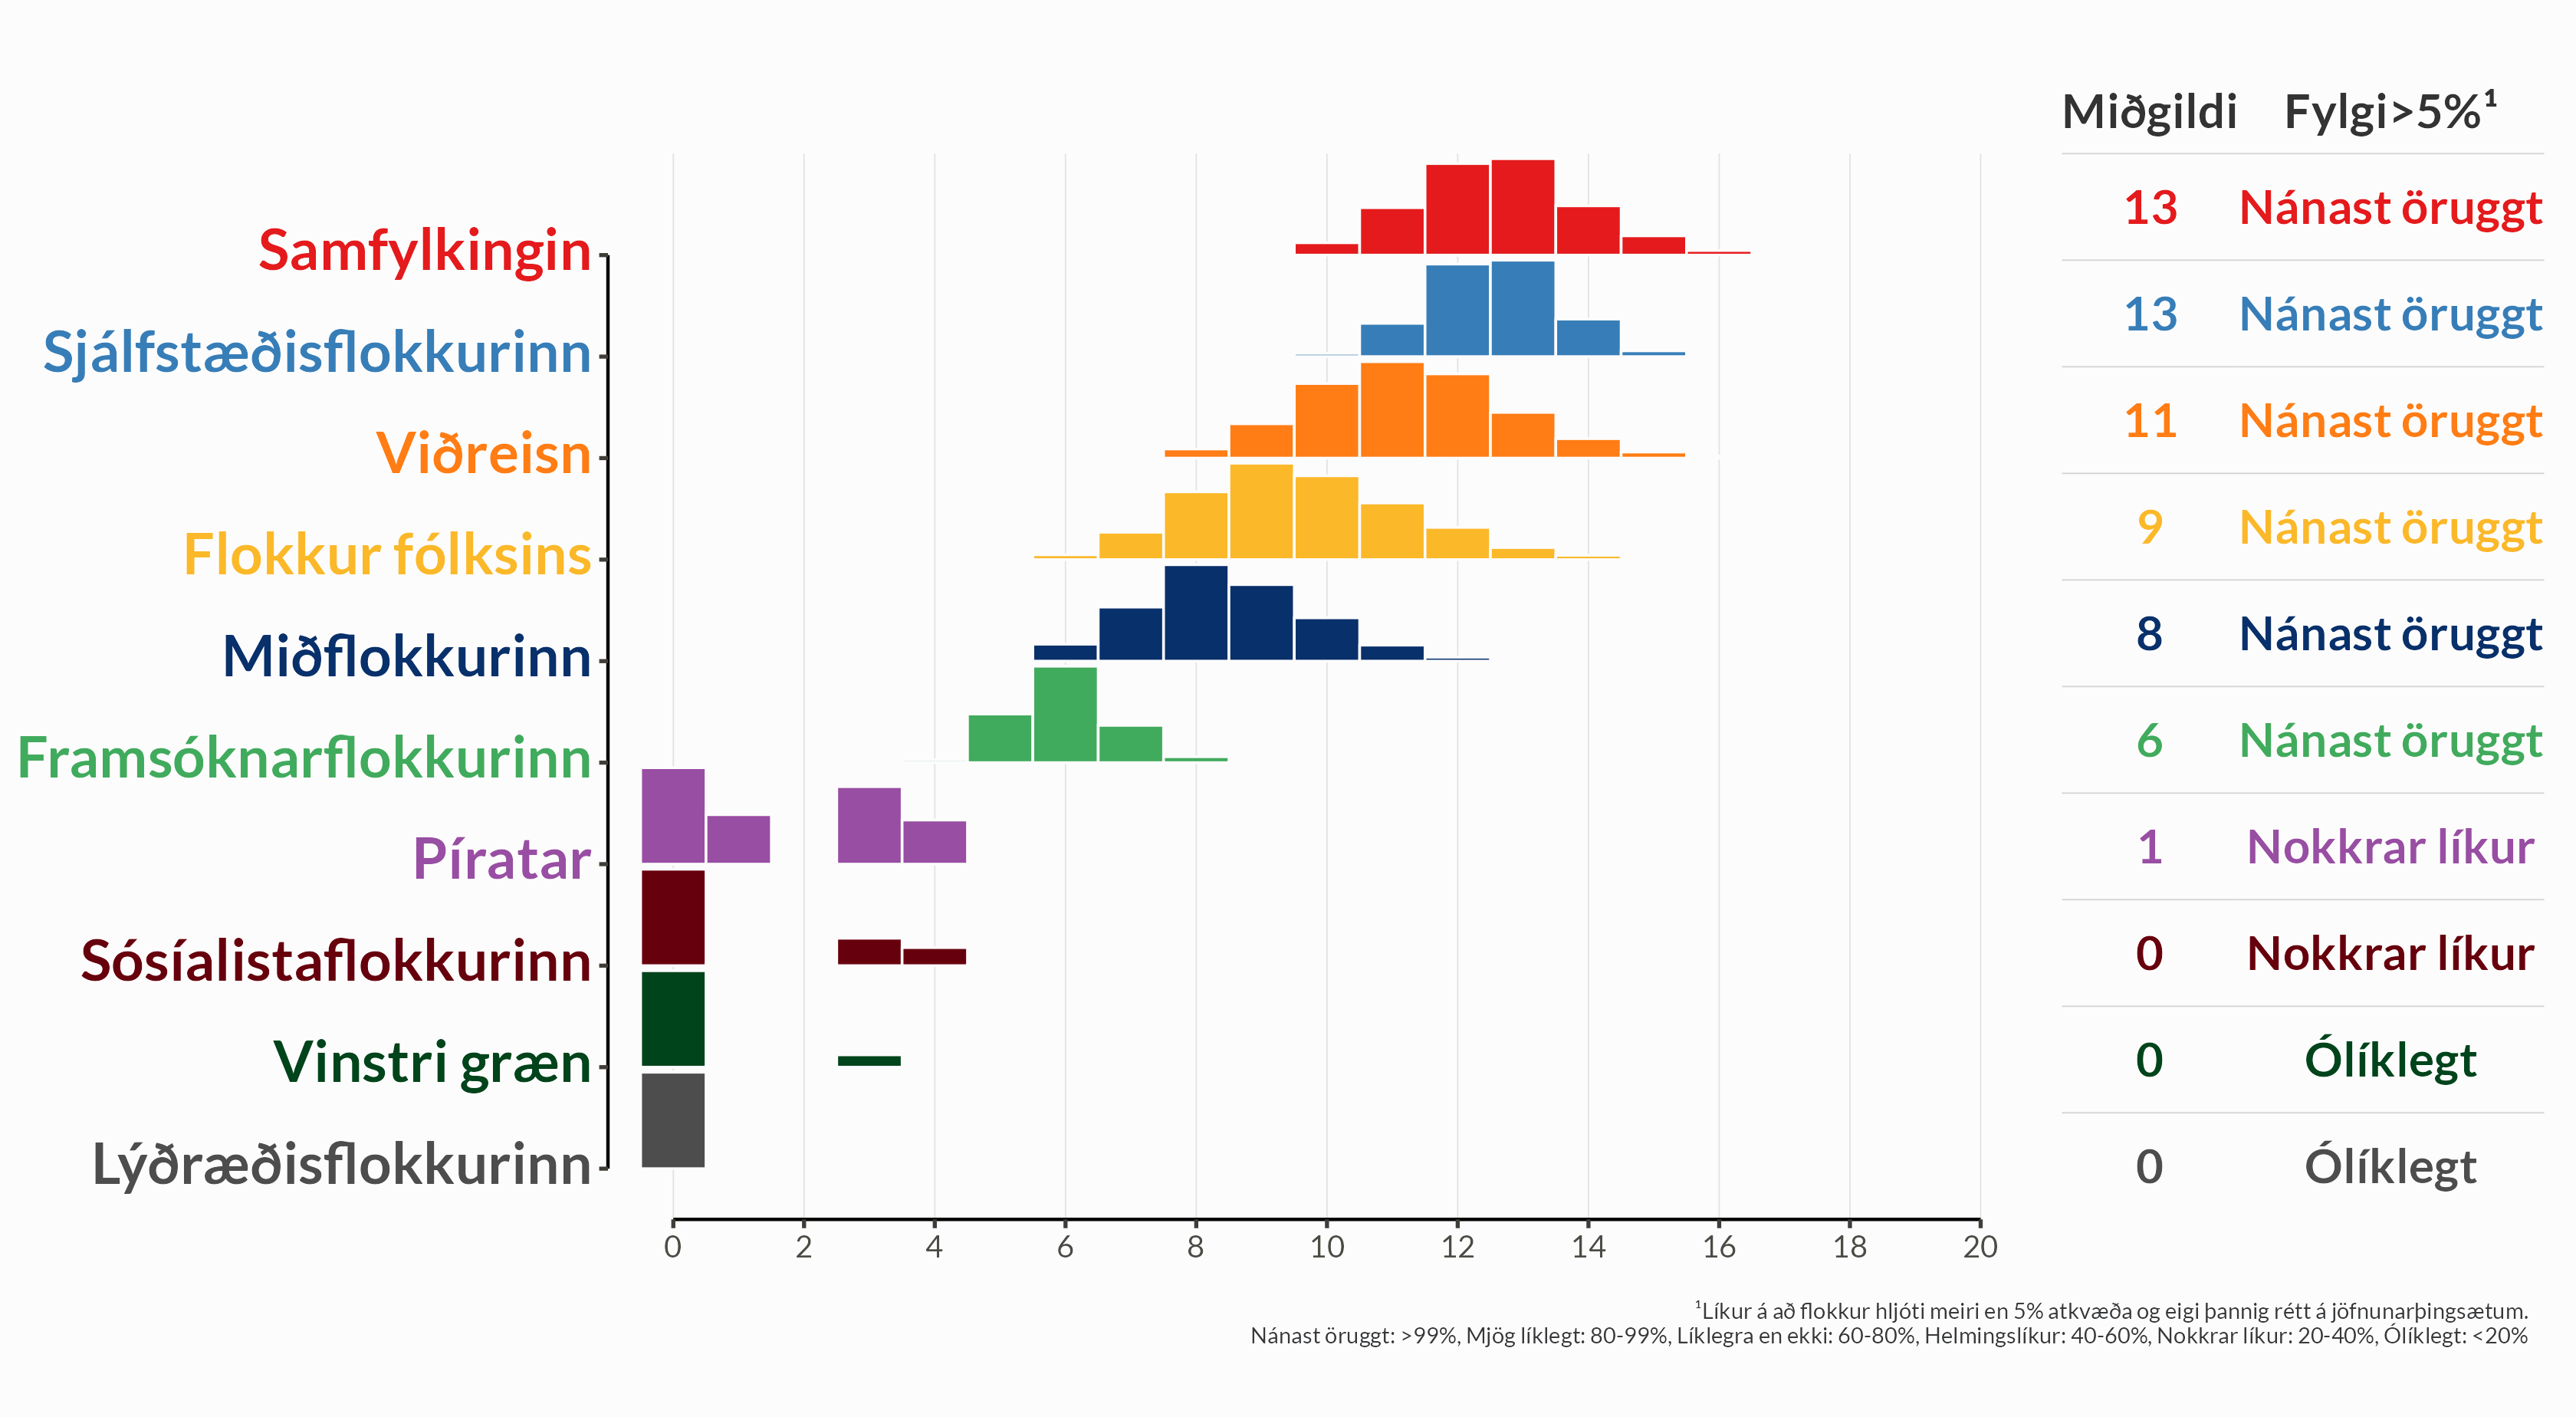 Miðgildi Fylgi>5%¹
Samfylkingin 13 Nánast öruggt
Sjálfstæðisflokkurinn 13 Nánast öruggt
Viðreisn 11 Nánast öruggt
Flokkur fólksins 9 Nánast öruggt
Miðflokkurinn 8 Nánast öruggt
Framsóknarflokkurinn 6 Nánast öruggt
Píratar 1 Nokkrar líkur
Sósíalistaflokkurinn 0 Nokkrar líkur
Vinstri græn 0 Ólíklegt
Lýðræðisflokkurinn 0 Ólíklegt
0 2 4 6 8 10 12 14 16 18 20
¹Líkur á að flokkur hljóti meiri en 5% atkvæða og eigi þannig rétt á jöfnunarþingsætum.
Nánast öruggt: >99%, Mjög líklegt: 80-99%, Líklegra en ekki: 60-80%, Helmingslíkur: 40-60%, Nokkrar líkur: 20-40%, Ólíklegt: <20%